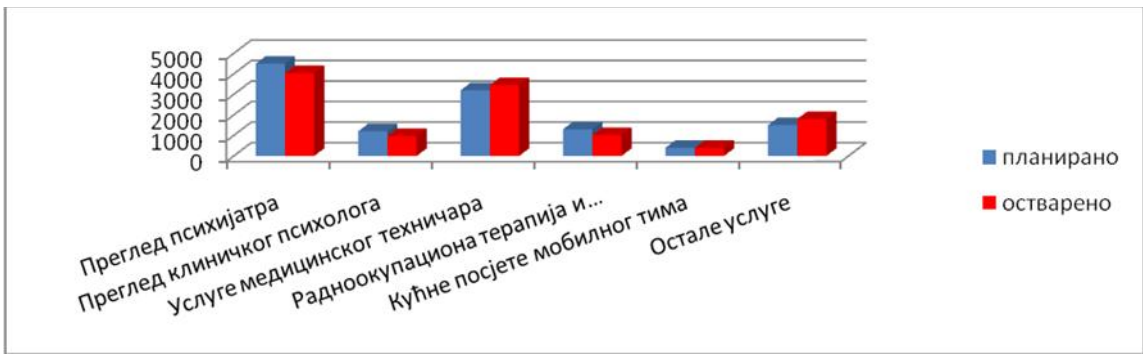 5000
4000
3000
2000
1000
0
Преглед психијатра
Преглед клиничког психолога
Услуге медицинског техничара
Радноокупациона терапија и...
Кућне посјете мобилног тима
Остале услуге
планирано
остварено